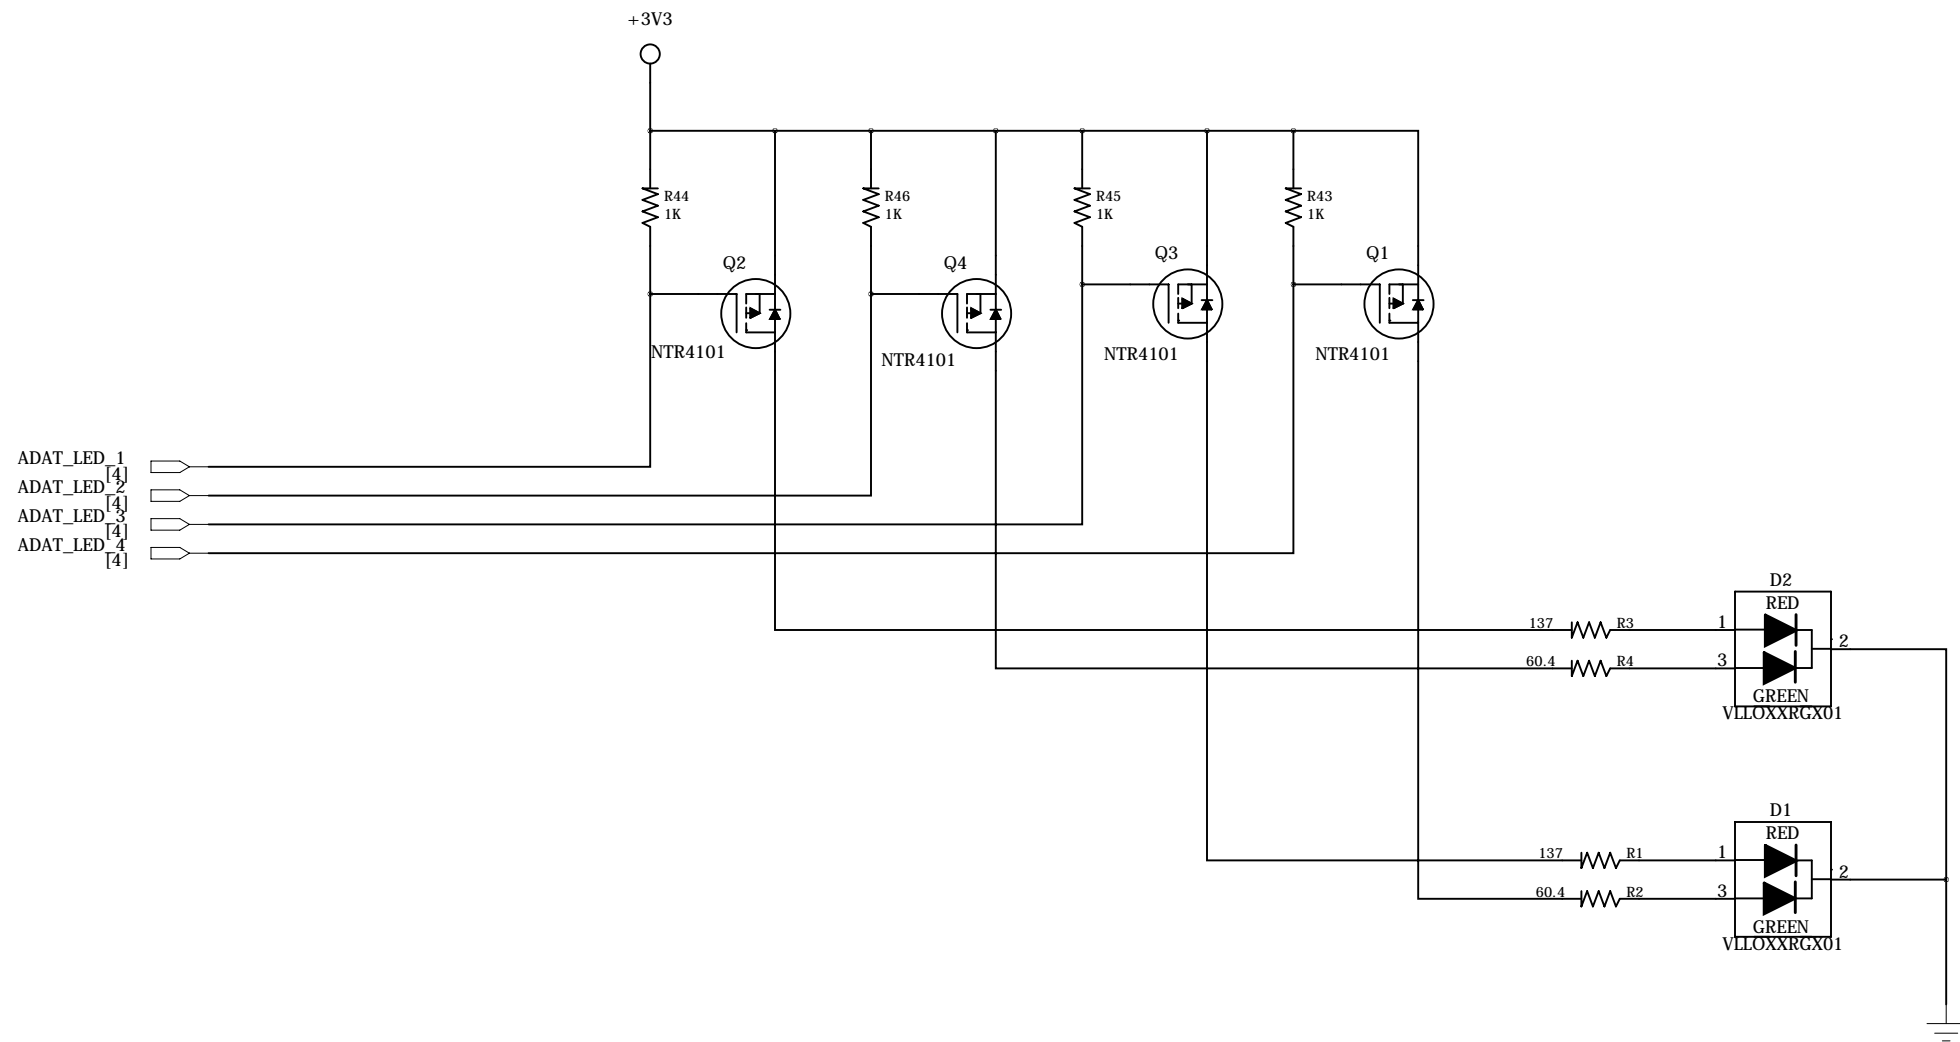 +3V3
R44
1K
R46
1K
R45
1K
R43
1K
Q2
Q4
Q3
Q1
NTR4101
NTR4101
NTR4101
NTR4101
ADAT_LED_1
[4]
ADAT_LED_2
[4]
ADAT_LED_3
[4]
ADAT_LED_4
[4]
D2
RED
137
R3
1
2
60.4
R4
3
GREEN
VLLOXXRGX01
D1
RED
137
R1
1
2
60.4
R2
3
GREEN
VLLOXXRGX01